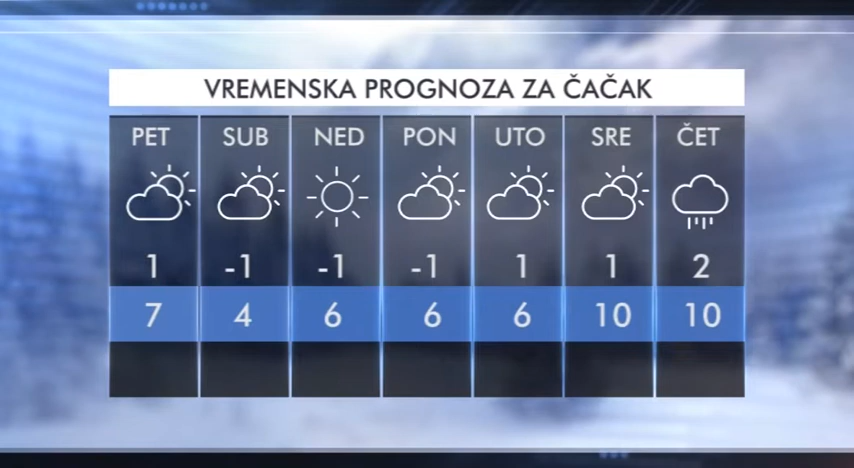 VREMENSKA PROGNOZA ZA ČAČAK
PET SUB NED PON UTO SRE ČET
1 -1 -1 -1 1 1 2
7 4 6 6 6 10 10